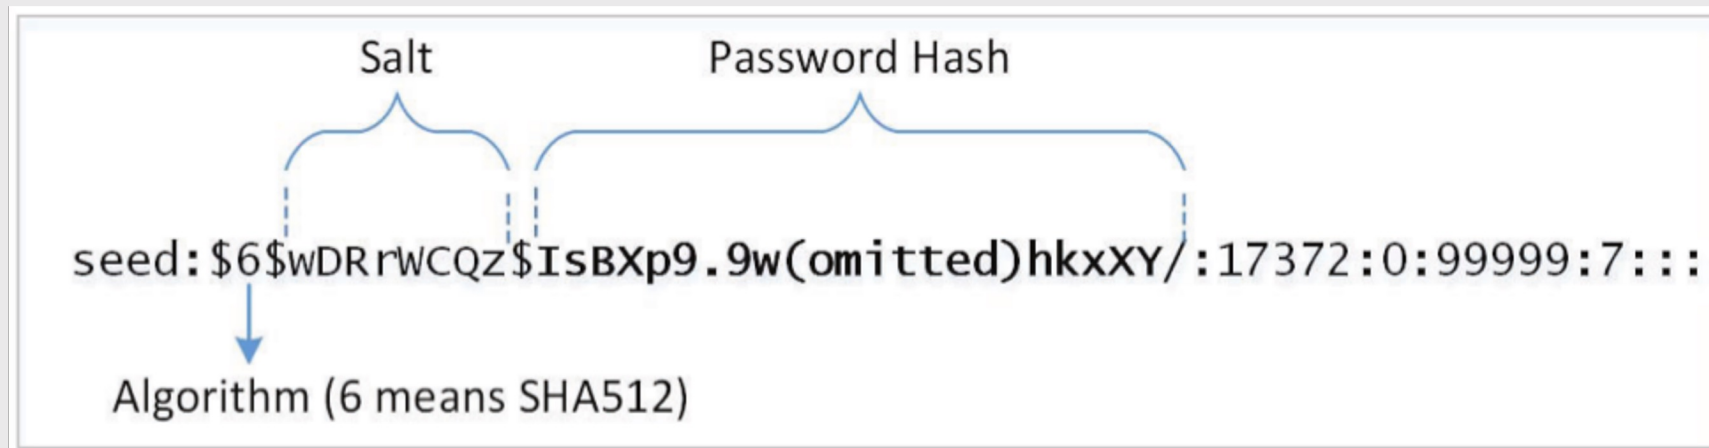 Salt Password Hash
seed:$6$wDRrWCQz$IsBXp9.9w(omitted)hkxXY/:17372:0:99999:7:::
Algorithm (6 means SHA512)